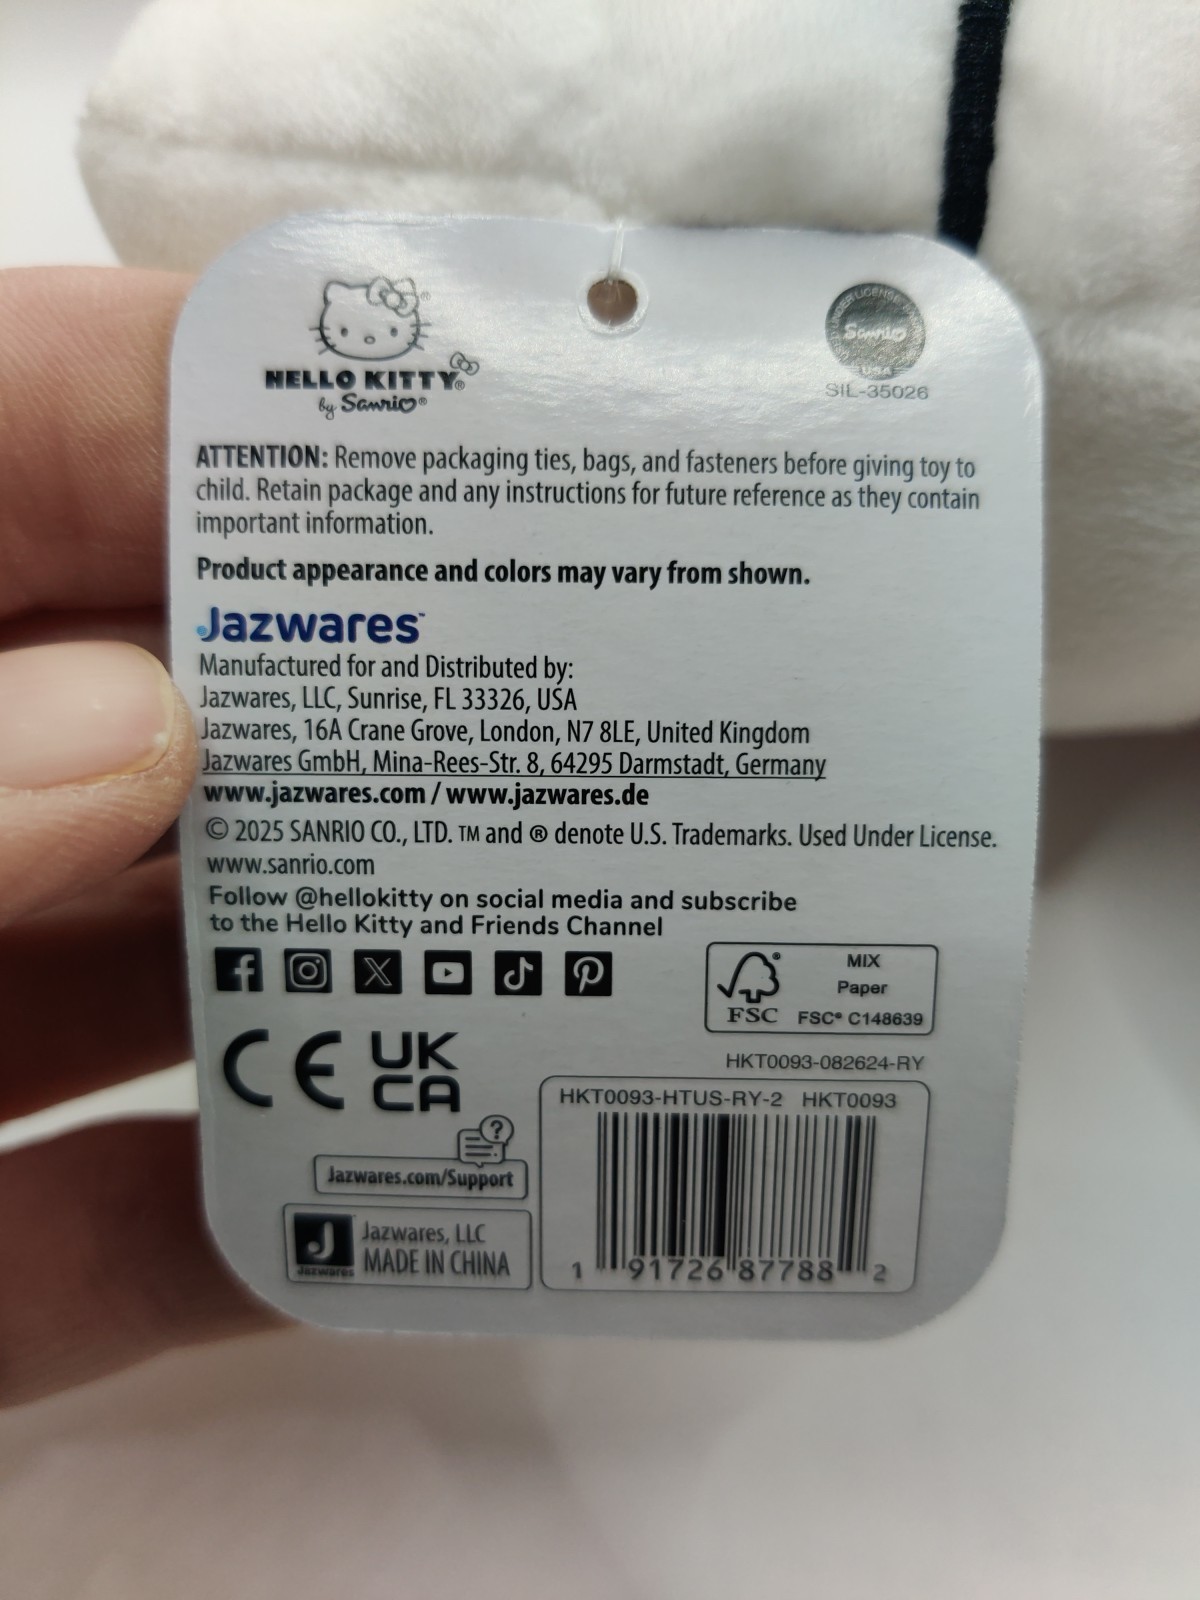 HELLO KITTY®
by Sanrio®
UNDER LICENSE
Sanrio
USA
SIL-35026
ATTENTION: Remove packaging ties, bags, and fasteners before giving toy to
child. Retain package and any instructions for future reference as they contain
important information.
Product appearance and colors may vary from shown.
Jazwares™
Manufactured for and Distributed by:
Jazwares, LLC, Sunrise, FL 33326, USA
Jazwares, 16A Crane Grove, London, N7 8LE, United Kingdom
Jazwares GmbH, Mina-Rees-Str. 8, 64295 Darmstadt, Germany
www.jazwares.com / www.jazwares.de
© 2025 SANRIO CO., LTD. TM and ® denote U.S. Trademarks. Used Under License.
www.sanrio.com
Follow @hellokitty on social media and subscribe
to the Hello Kitty and Friends Channel
MIX
Paper
FSC® C148639
FSC
CE
UK
CA
HKT0093-082624-RY
HKT0093-HTUS-RY-2 HKT0093
1 91726 87788 2
?
Jazwares.com/Support
Jazwares
Jazwares, LLC
MADE IN CHINA